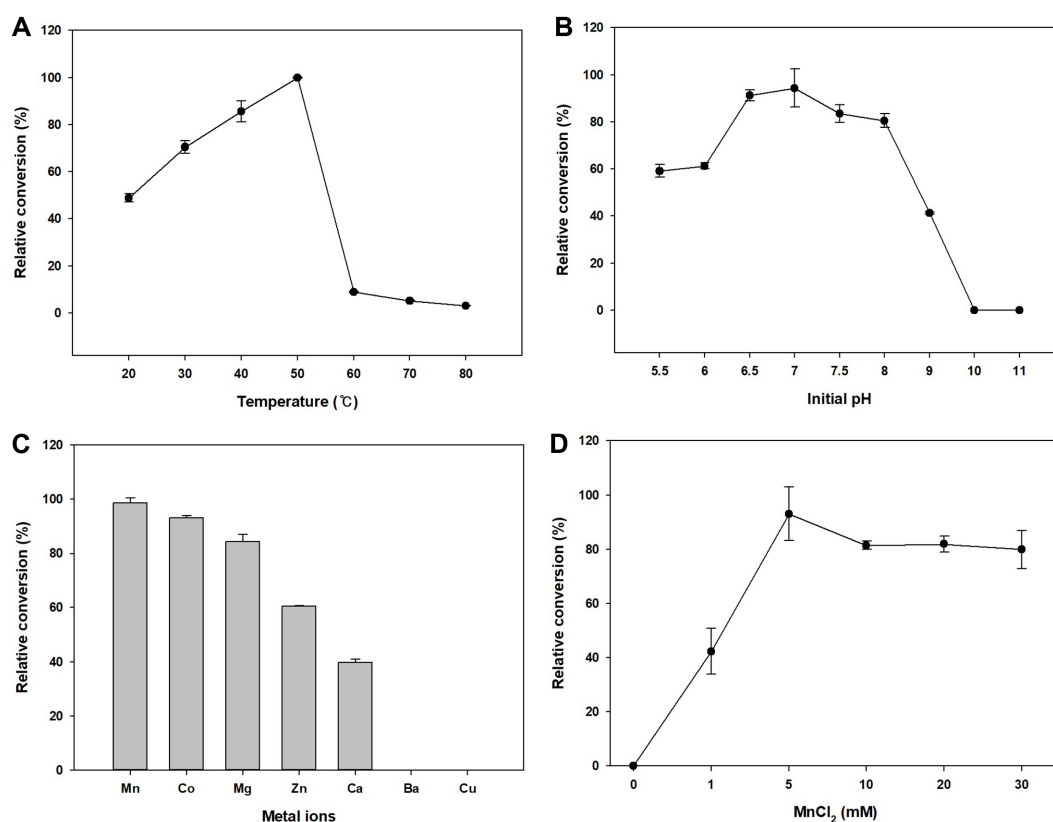 A
Relative conversion (%)
120
100
80
60
40
20
0
20 30 40 50 60 70 80
Temperature (℃)
B
Relative conversion (%)
120
100
80
60
40
20
0
5.5 6 6.5 7 7.5 8 9 10 11
Initial pH
C
Relative conversion (%)
120
100
80
60
40
20
0
Mn Co Mg Zn Ca Ba Cu
Metal ions
D
Relative conversion (%)
120
100
80
60
40
20
0
0 1 5 10 20 30
MnCl₂ (mM)